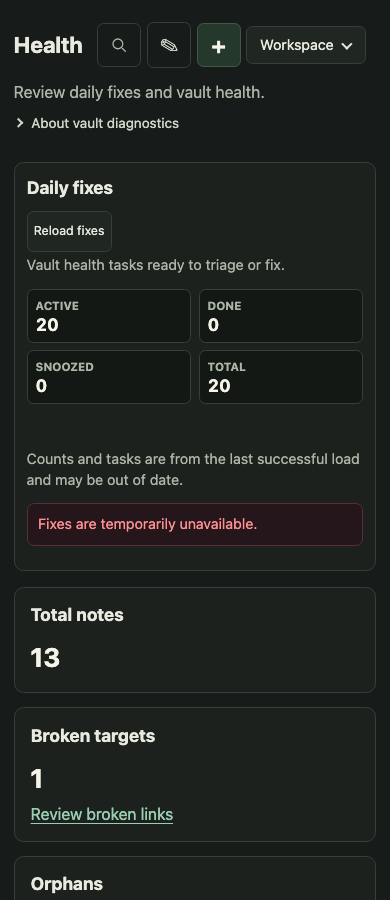 Health
Workspace
Review daily fixes and vault health.
About vault diagnostics
Daily fixes
Reload fixes
Vault health tasks ready to triage or fix.
ACTIVE
20
DONE
0
SNOOZED
0
TOTAL
20
Counts and tasks are from the last successful load
and may be out of date.
Fixes are temporarily unavailable.
Total notes
13
Broken targets
1
Review broken links
Orphans